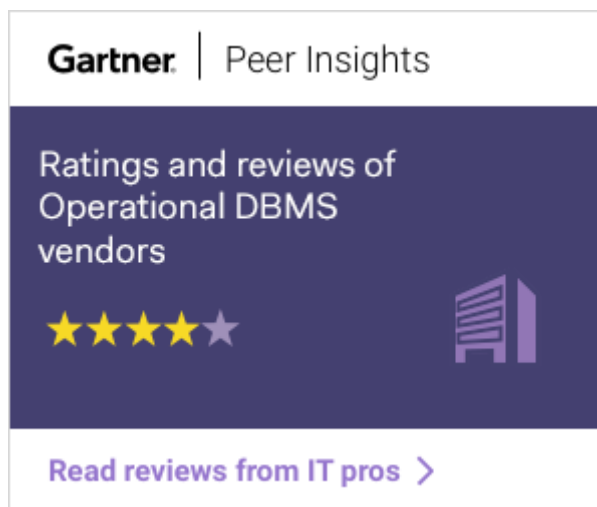 Gartner. | Peer Insights
Ratings and reviews of
Operational DBMS
vendors
Read reviews from IT pros >